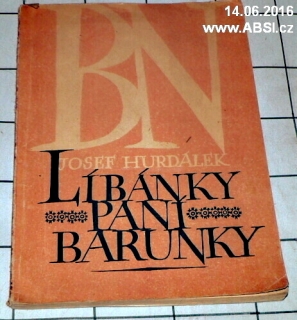 14.06.2016
www.ABSI.cz
BN
JOSEF HURDÁLEK
LÍBÁNKY
PANÍ
BARUNKY